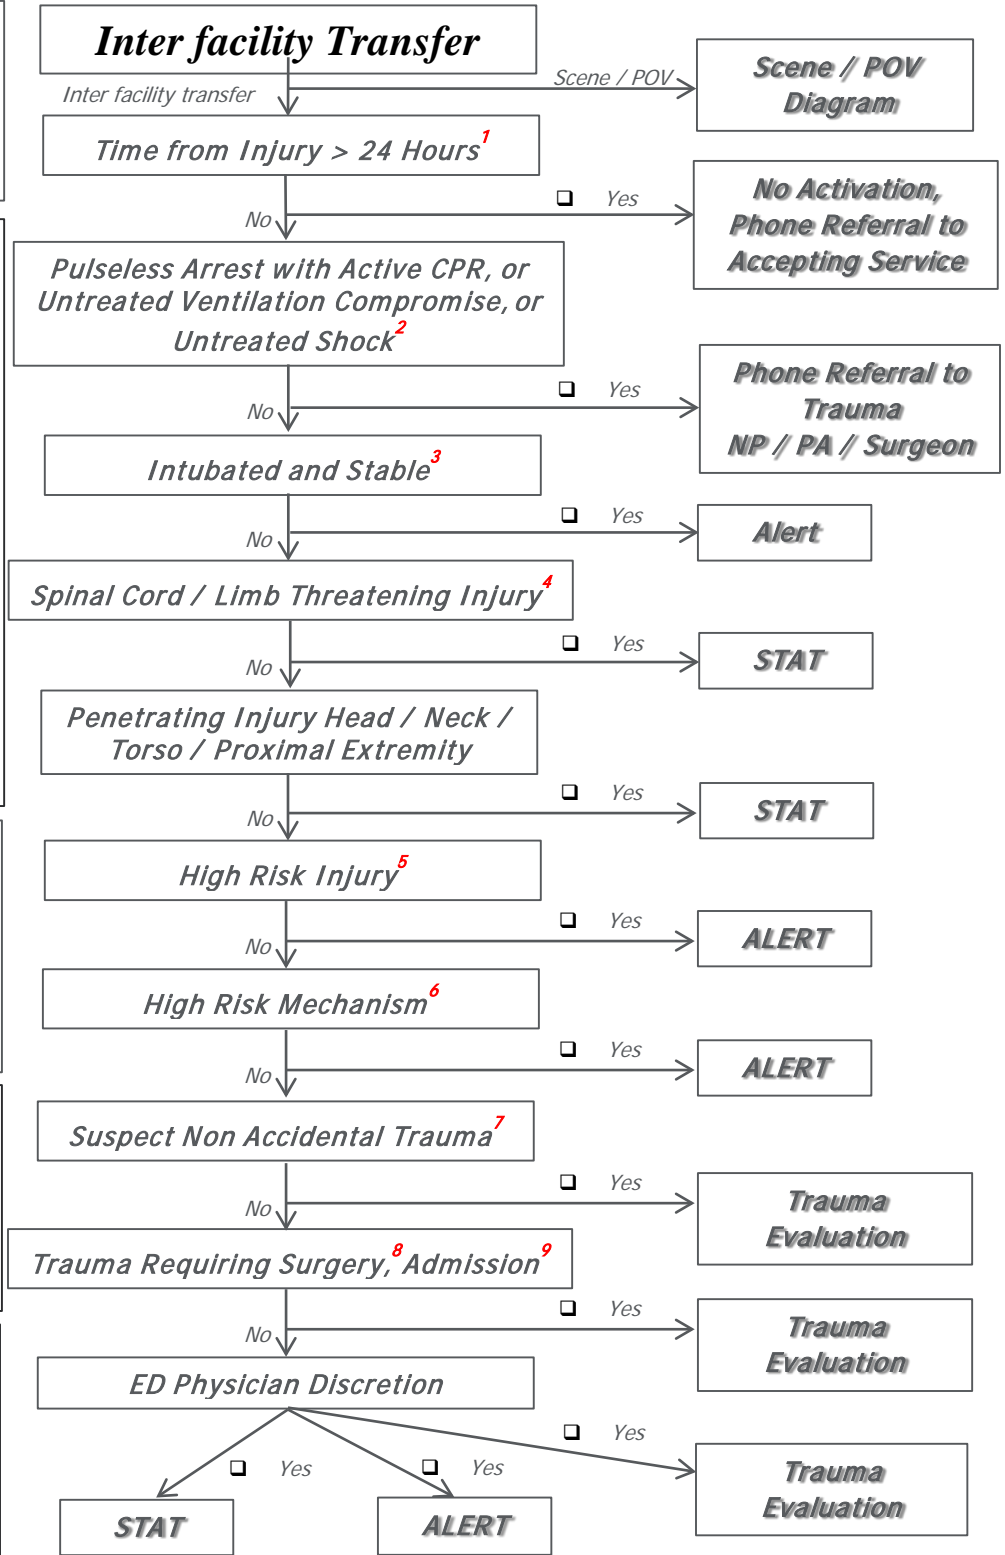 Inter facility Transfer
Inter facility transfer
Scene / POV
Scene / POV
Diagram
Time from Injury > 24 Hours1
No
❑ Yes
No Activation,
Phone Referral to
Accepting Service
Pulseless Arrest with Active CPR, or
Untreated Ventilation Compromise, or
Untreated Shock2
No
❑ Yes
Phone Referral to
Trauma
NP / PA / Surgeon
Intubated and Stable3
No
❑ Yes
Alert
Spinal Cord / Limb Threatening Injury4
No
❑ Yes
STAT
Penetrating Injury Head / Neck /
Torso / Proximal Extremity
No
❑ Yes
STAT
High Risk Injury5
No
❑ Yes
ALERT
High Risk Mechanism6
No
❑ Yes
ALERT
Suspect Non Accidental Trauma7
No
❑ Yes
Trauma
Evaluation
Trauma Requiring Surgery,8 Admission9
No
❑ Yes
Trauma
Evaluation
ED Physician Discretion
❑ Yes
❑ Yes
❑ Yes
STAT
ALERT
Trauma
Evaluation